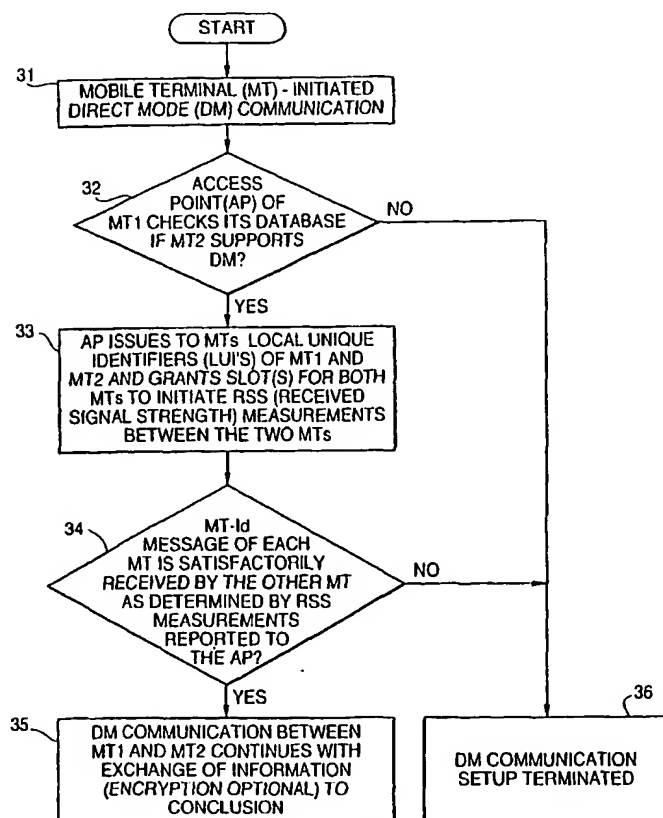 START
31
MOBILE TERMINAL (MT) - INITIATED
DIRECT MODE (DM) COMMUNICATION
32
ACCESS
POINT(AP) OF
MT1 CHECKS ITS DATABASE
IF MT2 SUPPORTS
DM?
NO
YES
33
AP ISSUES TO MTs LOCAL UNIQUE
IDENTIFIERS (LUI'S) OF MT1 AND
MT2 AND GRANTS SLOT(S) FOR BOTH
MTs TO INITIATE RSS (RECEIVED
SIGNAL STRENGTH) MEASUREMENTS
BETWEEN THE TWO MTs
34
MT-Id
MESSAGE OF EACH
MT IS SATISFACTORILY
RECEIVED BY THE OTHER MT
AS DETERMINED BY RSS
MEASUREMENTS
REPORTED TO
THE AP?
NO
YES
35
DM COMMUNICATION BETWEEN
MT1 AND MT2 CONTINUES WITH
EXCHANGE OF INFORMATION
(ENCRYPTION OPTIONAL) TO
CONCLUSION
36
DM COMMUNICATION
SETUP TERMINATED